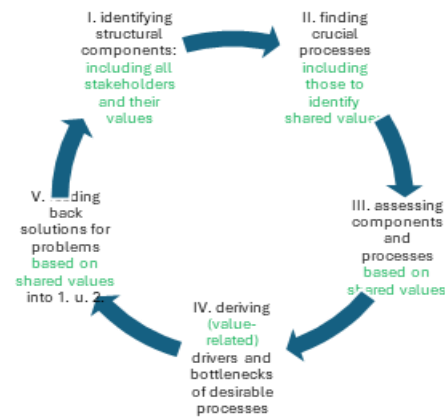 I. identifying
structural
components:
including all
stakeholders
and their
values
II. finding
crucial
processes
including
those to
identify
shared value
III. assessing
components
and
processes
based on
shared values
IV. deriving
(value-
related)
drivers and
bottlenecks
of desirable
processes
V.
back
solutions for
problems
based on
shared values
into 1. u. 2.